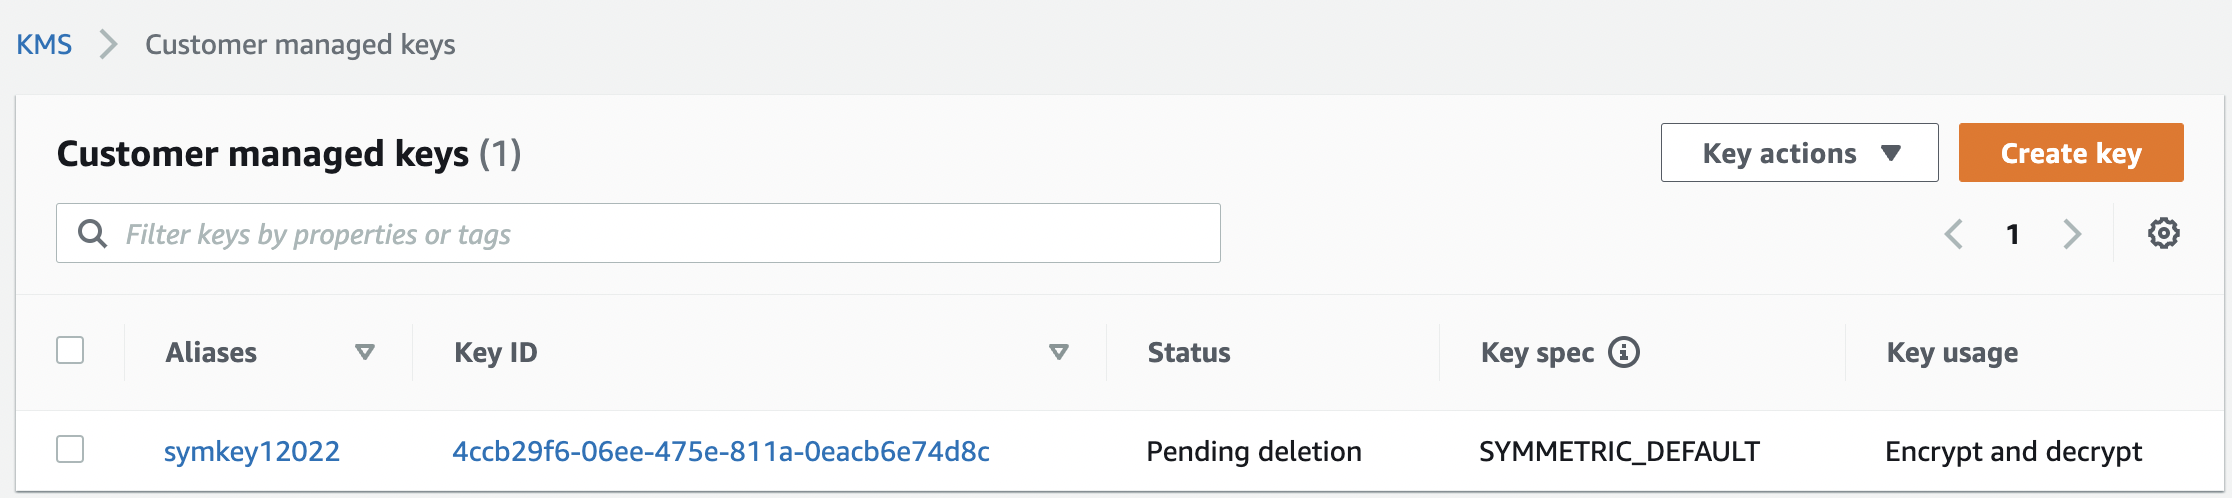 KMS Customer managed keys
Customer managed keys (1)
Key actions
Create key
Filter keys by properties or tags
1
Aliases Key ID Status Key spec Key usage
symkey12022 4ccb29f6-06ee-475e-811a-0eacb6e74d8c Pending deletion SYMMETRIC_DEFAULT Encrypt and decrypt